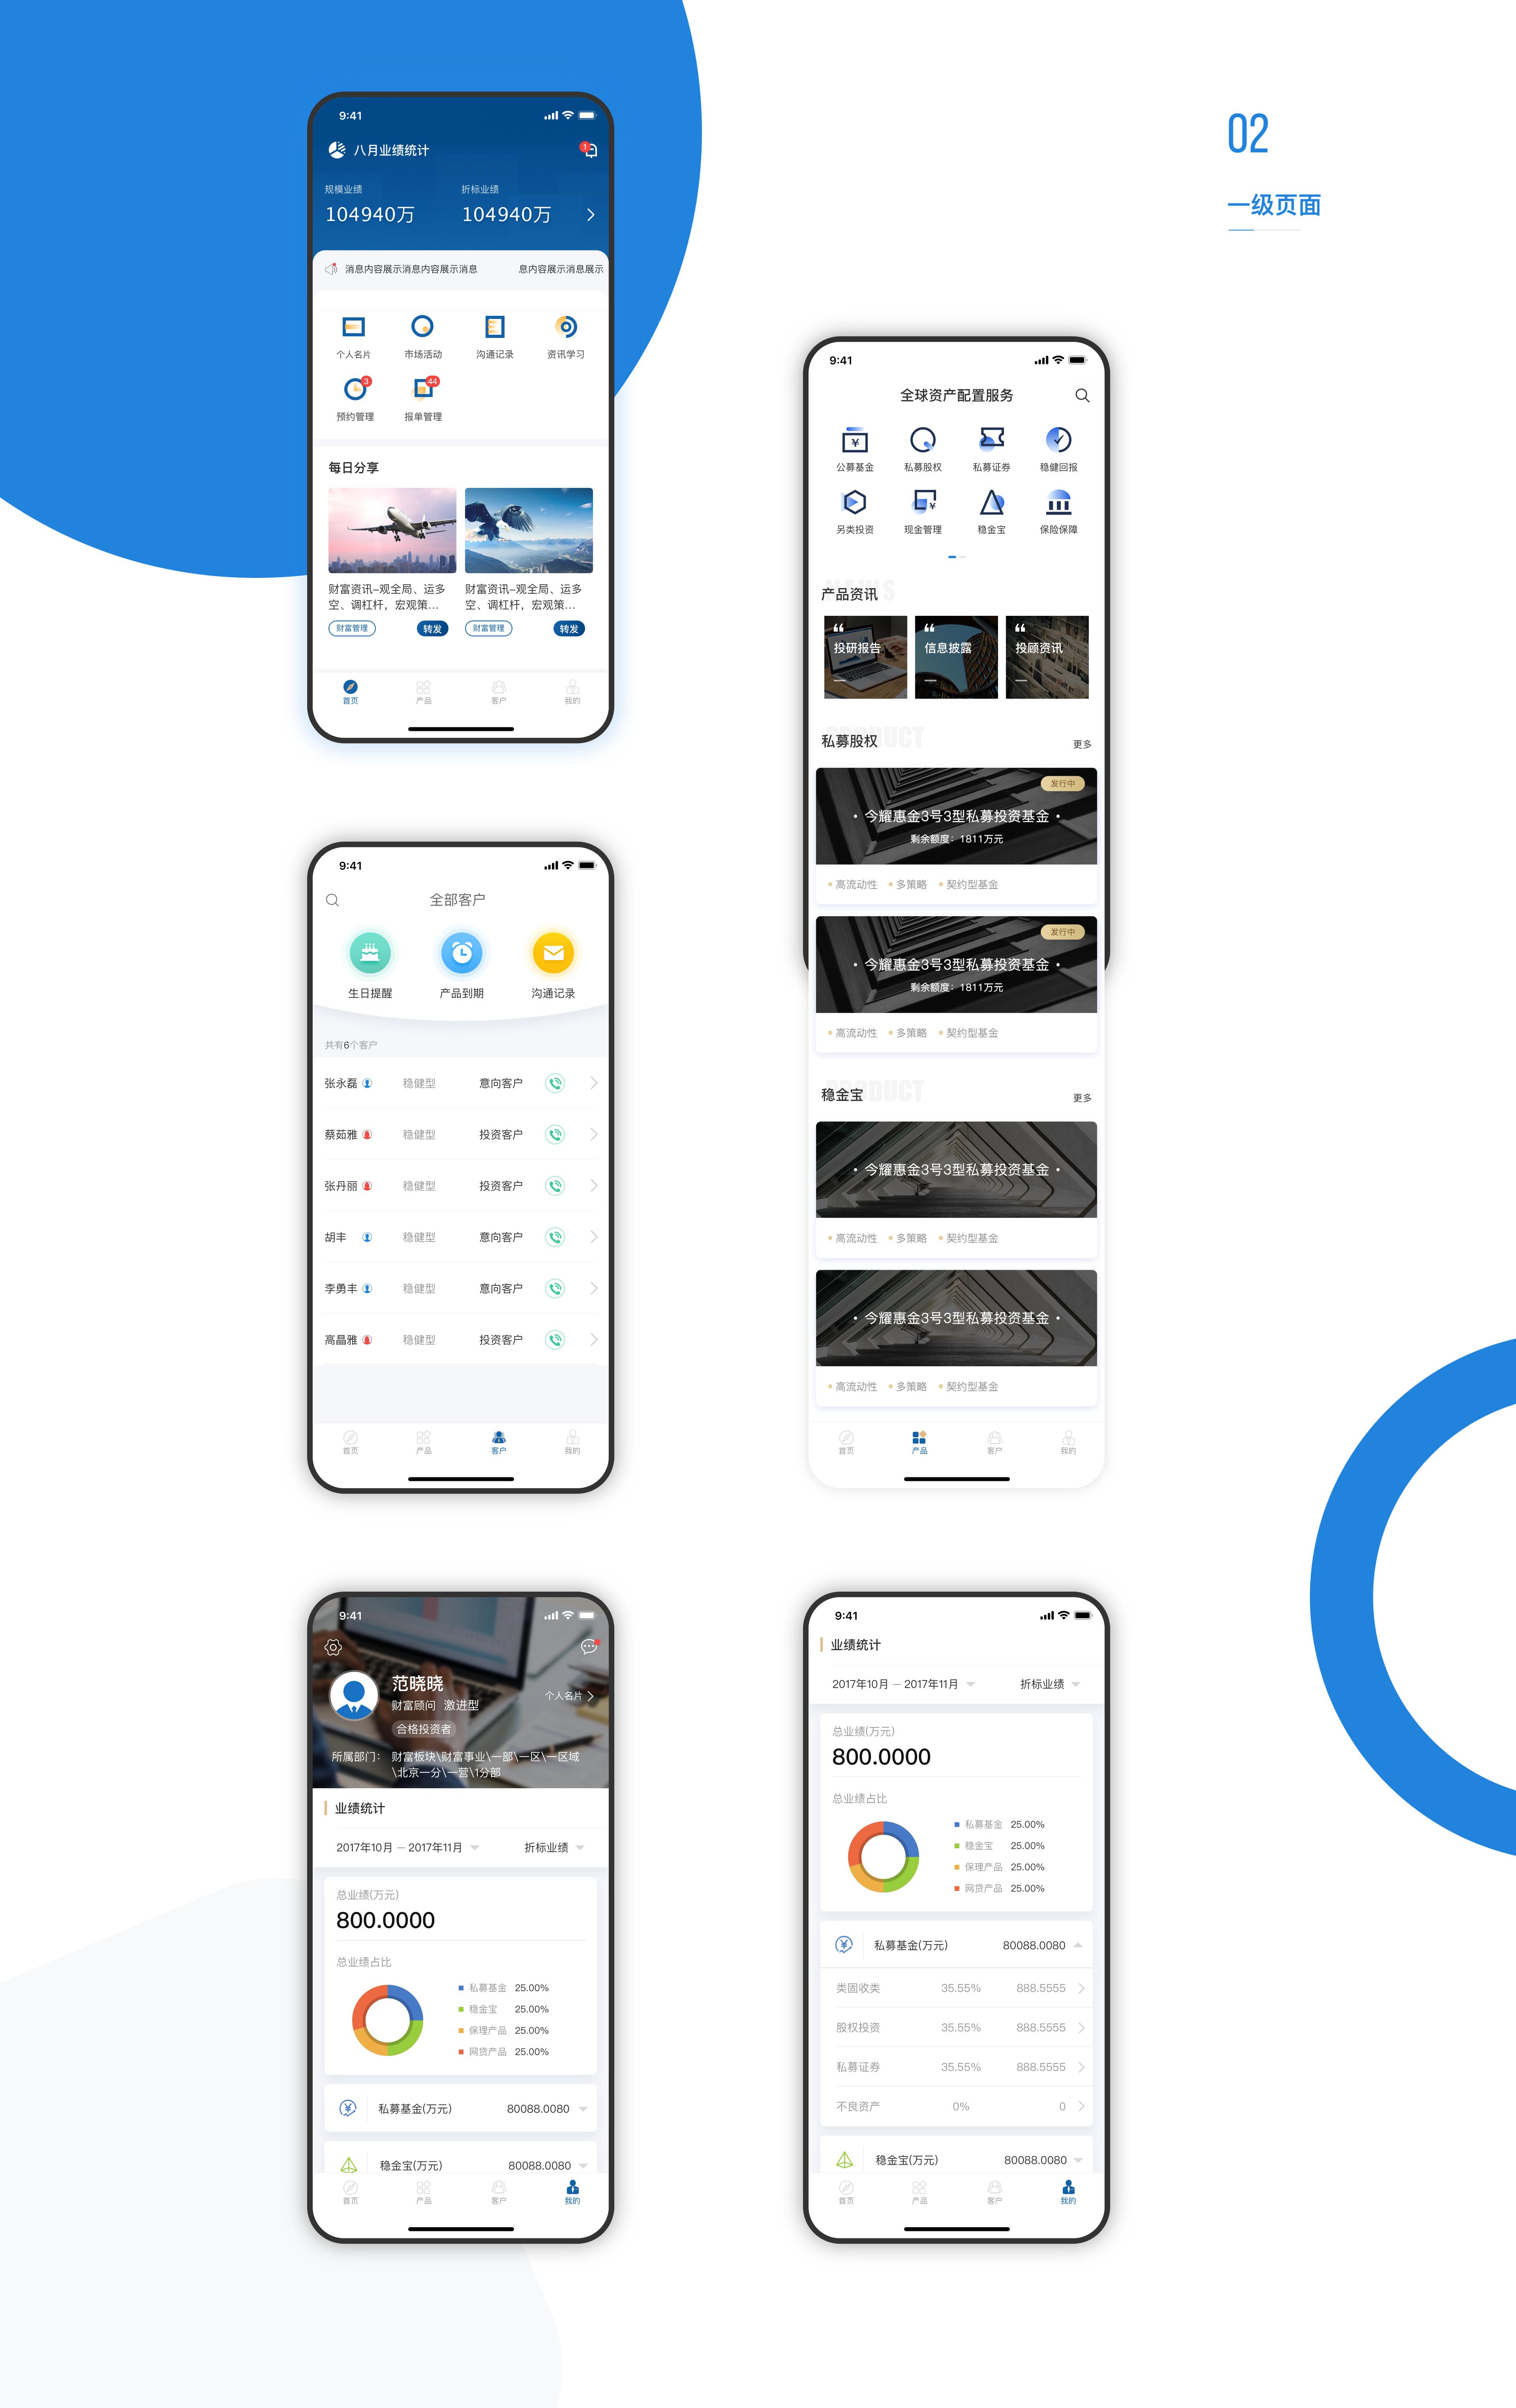 02
一级页面
9:41
八月业绩统计
1
规模业绩
折标业绩
104940万
104940万
消息内容展示消息内容展示消息
息内容展示消息展示
个人名片
市场活动
沟通记录
资讯学习
3
44
预约管理
报单管理
每日分享
财富资讯-观全局、运多
空、调杠杆，宏观策...
财富管理
转发
财富资讯-观全局、运多
空、调杠杆，宏观策...
财富管理
转发
首页
产品
客户
我的
9:41
全球资产配置服务
公募基金
私募股权
私募证券
稳健回报
另类投资
现金管理
稳金宝
保险保障
NEWS
产品资讯
投研报告
信息披露
投顾资讯
PRODUCT
私募股权
更多
发行中
· 今耀惠金3号3型私募投资基金 ·
剩余额度：1811万元
高流动性
多策略
契约型基金
发行中
· 今耀惠金3号3型私募投资基金 ·
剩余额度：1811万元
高流动性
多策略
契约型基金
PRODUCT
稳金宝
更多
· 今耀惠金3号3型私募投资基金 ·
高流动性
多策略
契约型基金
· 今耀惠金3号3型私募投资基金 ·
高流动性
多策略
契约型基金
首页
产品
客户
我的
9:41
全部客户
生日提醒
产品到期
沟通记录
共有6个客户
张永磊 稳健型 意向客户
蔡茹雅 稳健型 投资客户
张丹丽 稳健型 投资客户
胡丰 稳健型 意向客户
李勇丰 稳健型 意向客户
高晶雅 稳健型 投资客户
首页
产品
客户
我的
9:41
范晓晓
财富顾问 激进型
个人名片
合格投资者
所属部门： 财富板块\财富事业\一部\一区\一区域
\北京一分\一营\1分部
业绩统计
2017年10月 — 2017年11月
折标业绩
总业绩(万元)
800.0000
总业绩占比
私募基金 25.00%
稳金宝 25.00%
保理产品 25.00%
网贷产品 25.00%
私募基金(万元) 80088.0080
稳金宝(万元) 80088.0080
首页
产品
客户
我的
9:41
业绩统计
2017年10月 — 2017年11月
折标业绩
总业绩(万元)
800.0000
总业绩占比
私募基金 25.00%
稳金宝 25.00%
保理产品 25.00%
网贷产品 25.00%
私募基金(万元) 80088.0080
类固收类 35.55% 888.5555
股权投资 35.55% 888.5555
私募证券 35.55% 888.5555
不良资产 0% 0
稳金宝(万元) 80088.0080
首页
产品
客户
我的